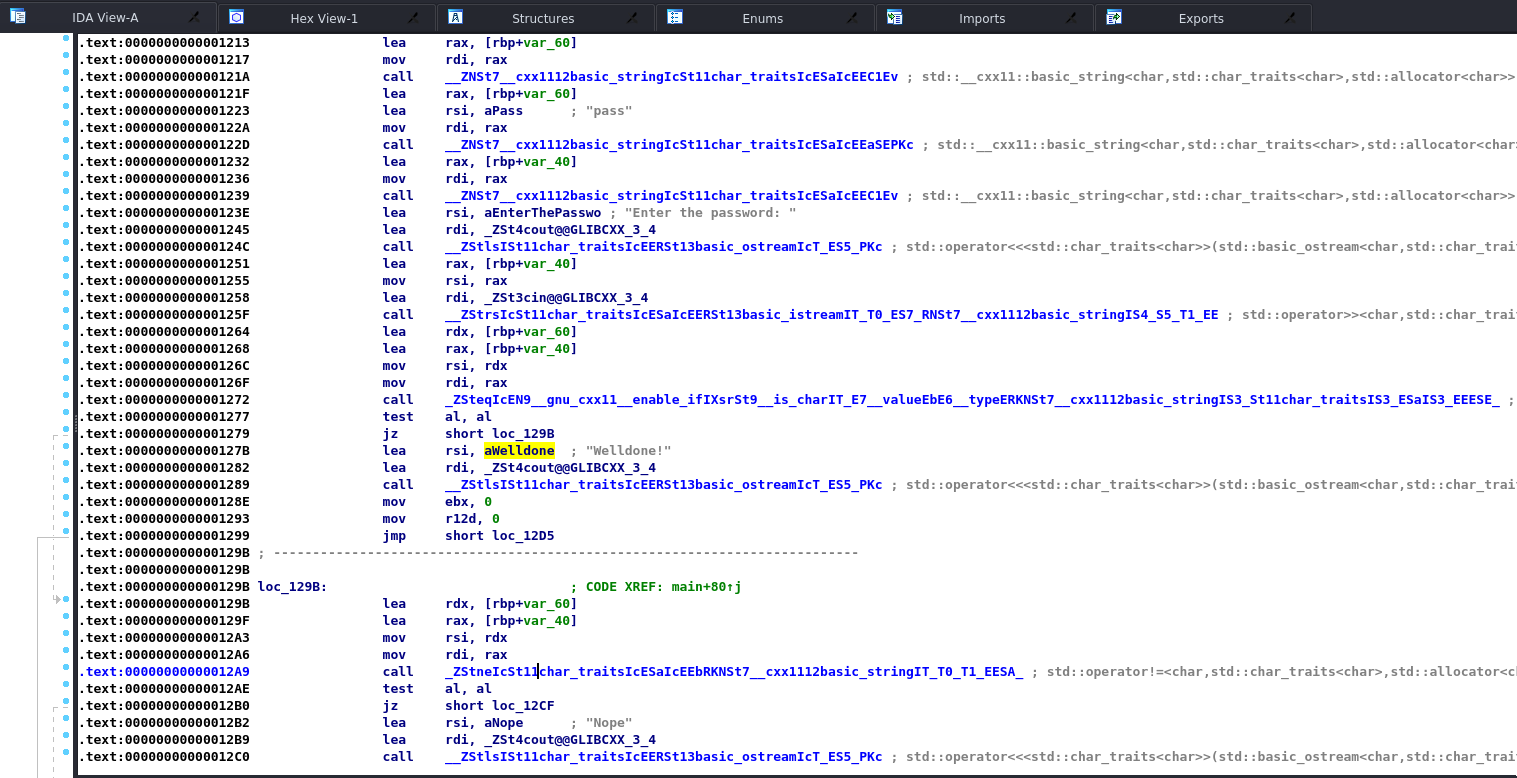 IDA View-A Hex View-1 Structures Enums Imports Exports
.text:0000000000001213 lea rax, [rbp+var_60]
.text:0000000000001217 mov rdi, rax
.text:000000000000121A call __ZNSt7__cxx1112basic_stringIcSt11char_traitsIcESaIcEEC1Ev ; std::__cxx11::basic_string<char,std::char_traits<char>,std::allocator<char>>
.text:000000000000121F lea rax, [rbp+var_60]
.text:0000000000001223 lea rsi, aPass ; "pass"
.text:000000000000122A mov rdi, rax
.text:000000000000122D call __ZNSt7__cxx1112basic_stringIcSt11char_traitsIcESaIcEEaSEPKc ; std::__cxx11::basic_string<char,std::char_traits<char>,std::allocator<char>
.text:0000000000001232 lea rax, [rbp+var_40]
.text:0000000000001236 mov rdi, rax
.text:0000000000001239 call __ZNSt7__cxx1112basic_stringIcSt11char_traitsIcESaIcEEC1Ev ; std::__cxx11::basic_string<char,std::char_traits<char>,std::allocator<char>>
.text:000000000000123E lea rsi, aEnterThePasswo ; "Enter the password: "
.text:0000000000001245 lea rdi, _ZSt4cout@@GLIBCXX_3_4
.text:000000000000124C call __ZStlsISt11char_traitsIcEERSt13basic_ostreamIcT_ES5_PKc ; std::operator<<<std::char_traits<char>>(std::basic_ostream<char,std::char_trai
.text:0000000000001251 lea rax, [rbp+var_40]
.text:0000000000001255 mov rsi, rax
.text:0000000000001258 lea rdi, _ZSt3cin@@GLIBCXX_3_4
.text:000000000000125F call __ZStrsIcSt11char_traitsIcESaIcEERSt13basic_istreamIT_T0_ES7_RNSt7__cxx1112basic_stringIS4_S5_T1_EE ; std::operator>><char,std::char_trai
.text:0000000000001264 lea rdx, [rbp+var_60]
.text:0000000000001268 lea rax, [rbp+var_40]
.text:000000000000126C mov rsi, rdx
.text:000000000000126F mov rdi, rax
.text:0000000000001272 call _ZSteqIcEN9__gnu_cxx11__enable_ifIXsrSt9__is_charIT_E7__valueEbE6__typeERKNSt7__cxx1112basic_stringIS3_St11char_traitsIS3_ESaIS3_EEESE_ ;
.text:0000000000001277 test al, al
.text:0000000000001279 jz short loc_129B
.text:000000000000127B lea rsi, aWelldone ; "Welldone!"
.text:0000000000001282 lea rdi, _ZSt4cout@@GLIBCXX_3_4
.text:0000000000001289 call __ZStlsISt11char_traitsIcEERSt13basic_ostreamIcT_ES5_PKc ; std::operator<<<std::char_traits<char>>(std::basic_ostream<char,std::char_trai
.text:000000000000128E mov ebx, 0
.text:0000000000001293 mov r12d, 0
.text:0000000000001299 jmp short loc_12D5
.text:000000000000129B ; ---------------------------------------------------------------------------
.text:000000000000129B
.text:000000000000129B loc_129B: ; CODE XREF: main+80↑j
.text:000000000000129B lea rdx, [rbp+var_60]
.text:000000000000129F lea rax, [rbp+var_40]
.text:00000000000012A3 mov rsi, rdx
.text:00000000000012A6 mov rdi, rax
.text:00000000000012A9 call _ZStneIcSt11char_traitsIcESaIcEEbRKNSt7__cxx1112basic_stringIT_T0_T1_EESA_ ; std::operator!=<char,std::char_traits<char>,std::allocator<c
.text:00000000000012AE test al, al
.text:00000000000012B0 jz short loc_12CF
.text:00000000000012B2 lea rsi, aNope ; "Nope"
.text:00000000000012B9 lea rdi, _ZSt4cout@@GLIBCXX_3_4
.text:00000000000012C0 call __ZStlsISt11char_traitsIcEERSt13basic_ostreamIcT_ES5_PKc ; std::operator<<<std::char_traits<char>>(std::basic_ostream<char,std::char_trai